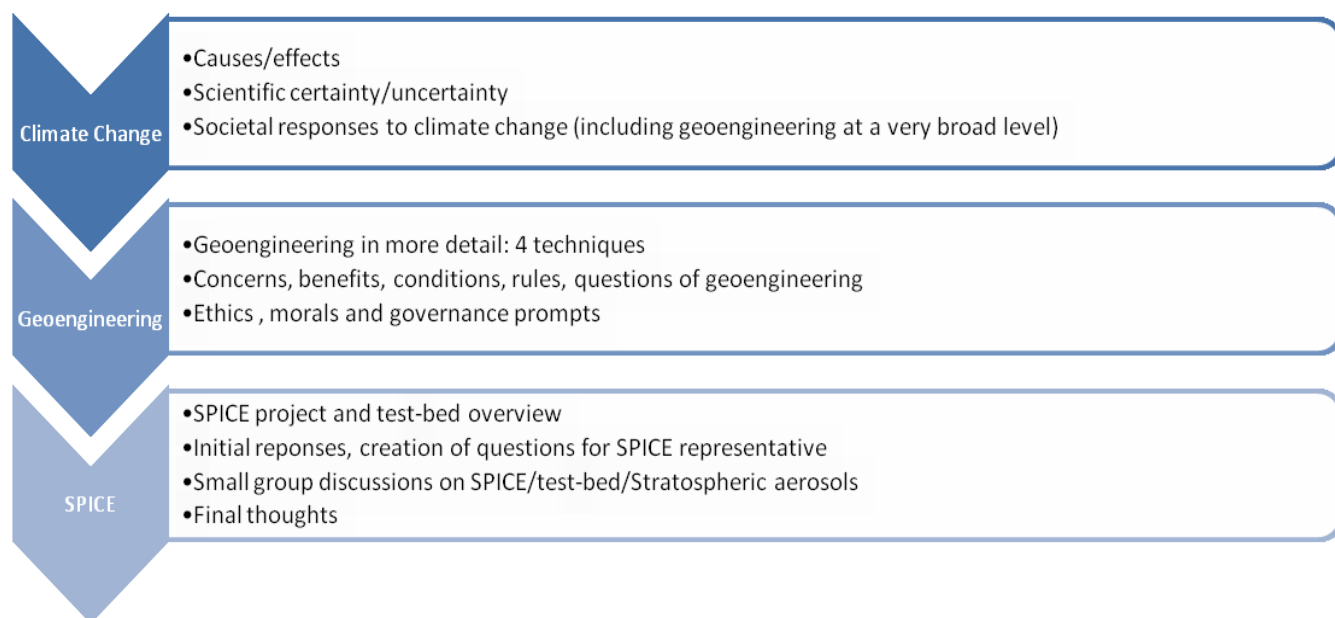 Climate Change
•Causes/effects
•Scientific certainty/uncertainty
•Societal responses to climate change (including geoengineering at a very broad level)
Geoengineering
•Geoengineering in more detail: 4 techniques
•Concerns, benefits, conditions, rules, questions of geoengineering
•Ethics , morals and governance prompts
SPICE
•SPICE project and test-bed overview
•Initial reponses, creation of questions for SPICE representative
•Small group discussions on SPICE/test-bed/Stratospheric aerosols
•Final thoughts